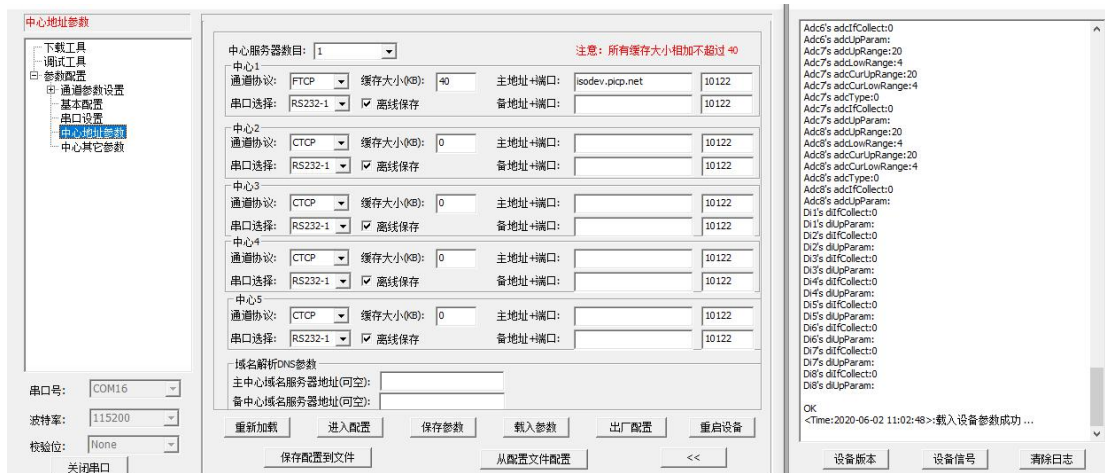 中心地址参数
下载工具
调试工具
参数配置
通道参数设置
基本配置
串口设置
中心地址参数
中心其它参数
串口号: COM16
波特率: 115200
校验位: None
关闭串口
中心服务器数目: 1 注意: 所有缓存大小相加不超过 40
中心1
通道协议: FTCP 缓存大小(KB): 40 主地址+端口: isodev.picp.net 10122
串口选择: RS232-1 离线保存 备地址+端口: 10122
中心2
通道协议: CTCP 缓存大小(KB): 0 主地址+端口: 10122
串口选择: RS232-1 离线保存 备地址+端口: 10122
中心3
通道协议: CTCP 缓存大小(KB): 0 主地址+端口: 10122
串口选择: RS232-1 离线保存 备地址+端口: 10122
中心4
通道协议: CTCP 缓存大小(KB): 0 主地址+端口: 10122
串口选择: RS232-1 离线保存 备地址+端口: 10122
中心5
通道协议: CTCP 缓存大小(KB): 0 主地址+端口: 10122
串口选择: RS232-1 离线保存 备地址+端口: 10122
域名解析DNS参数
主中心域名服务器地址(可空):
备中心域名服务器地址(可空):
重新加载 进入配置 保存参数 载入参数 出厂配置 重启设备
保存配置到文件 从配置文件配置 <<
Adc6's adcIfCollect:0
Adc6's adcUpParam:
Adc7's adcUpRange:20
Adc7's adcLowRange:4
Adc7's adcCurUpRange:20
Adc7's adcCurLowRange:4
Adc7's adcType:0
Adc7's adcIfCollect:0
Adc7's adcUpParam:
Adc8's adcUpRange:20
Adc8's adcLowRange:4
Adc8's adcCurUpRange:20
Adc8's adcCurLowRange:4
Adc8's adcType:0
Adc8's adcIfCollect:0
Adc8's adcUpParam:
Di1's diIfCollect:0
Di1's diUpParam:
Di2's diIfCollect:0
Di2's diUpParam:
Di3's diIfCollect:0
Di3's diUpParam:
Di4's diIfCollect:0
Di4's diUpParam:
Di5's diIfCollect:0
Di5's diUpParam:
Di6's diIfCollect:0
Di6's diUpParam:
Di7's diIfCollect:0
Di7's diUpParam:
Di8's diIfCollect:0
Di8's diUpParam:
OK
<Time:2020-06-02 11:02:48>:载入设备参数成功 ...
设备版本 设备信号 清除日志